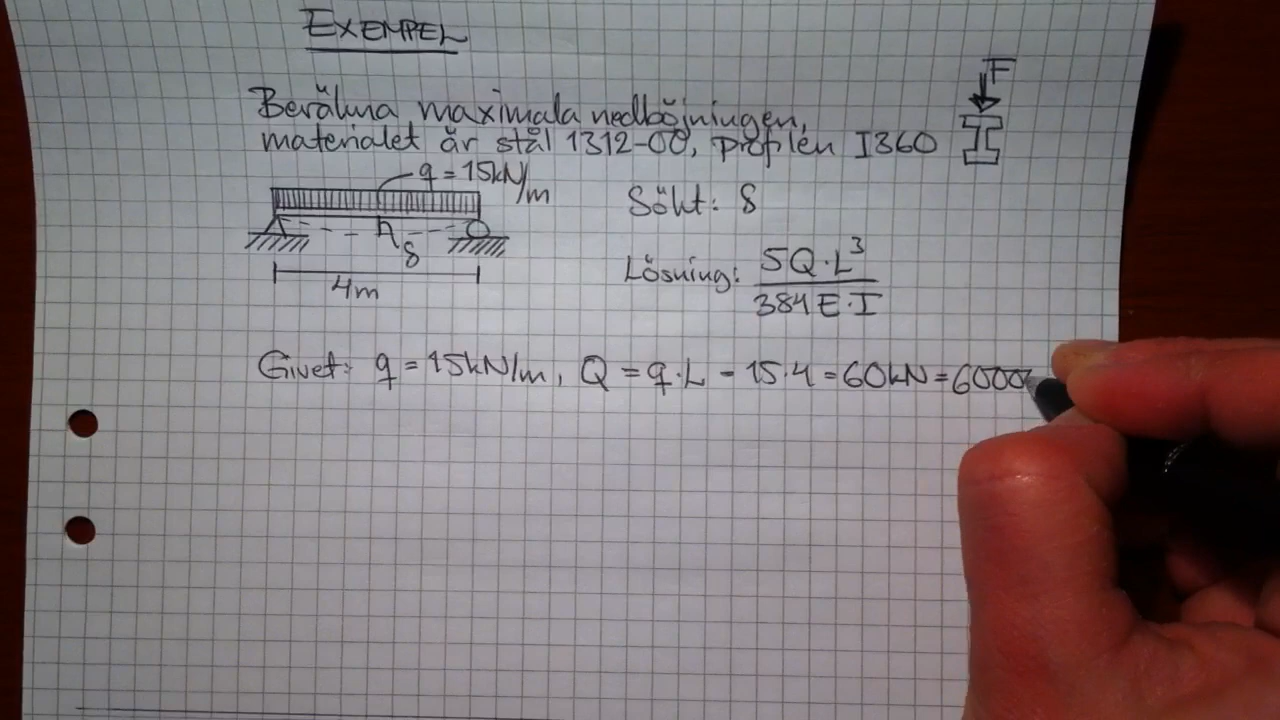 EXEMPEL
F
Beräkna maximala nedböjningen,
materialet är stål 1312-00, profilen I360
q = 15kN/m
Sökt: δ
δ
Lösning: 5Q·L³
384E·I
4m
Givet: q = 15kN/m, Q = q·L = 15·4 = 60kN = 6000